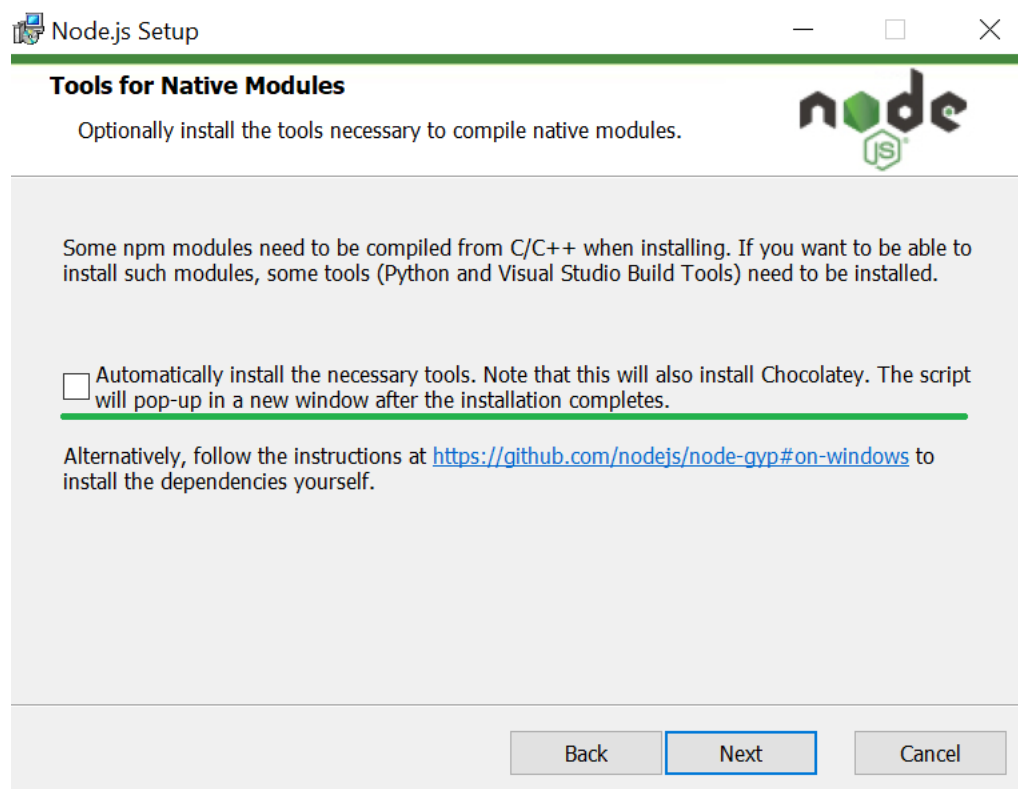 Node.js Setup
Tools for Native Modules
Optionally install the tools necessary to compile native modules.
node
JS
Some npm modules need to be compiled from C/C++ when installing. If you want to be able to
install such modules, some tools (Python and Visual Studio Build Tools) need to be installed.
Automatically install the necessary tools. Note that this will also install Chocolatey. The script
will pop-up in a new window after the installation completes.
Alternatively, follow the instructions at https://github.com/nodejs/node-gyp#on-windows to
install the dependencies yourself.
Back
Next
Cancel